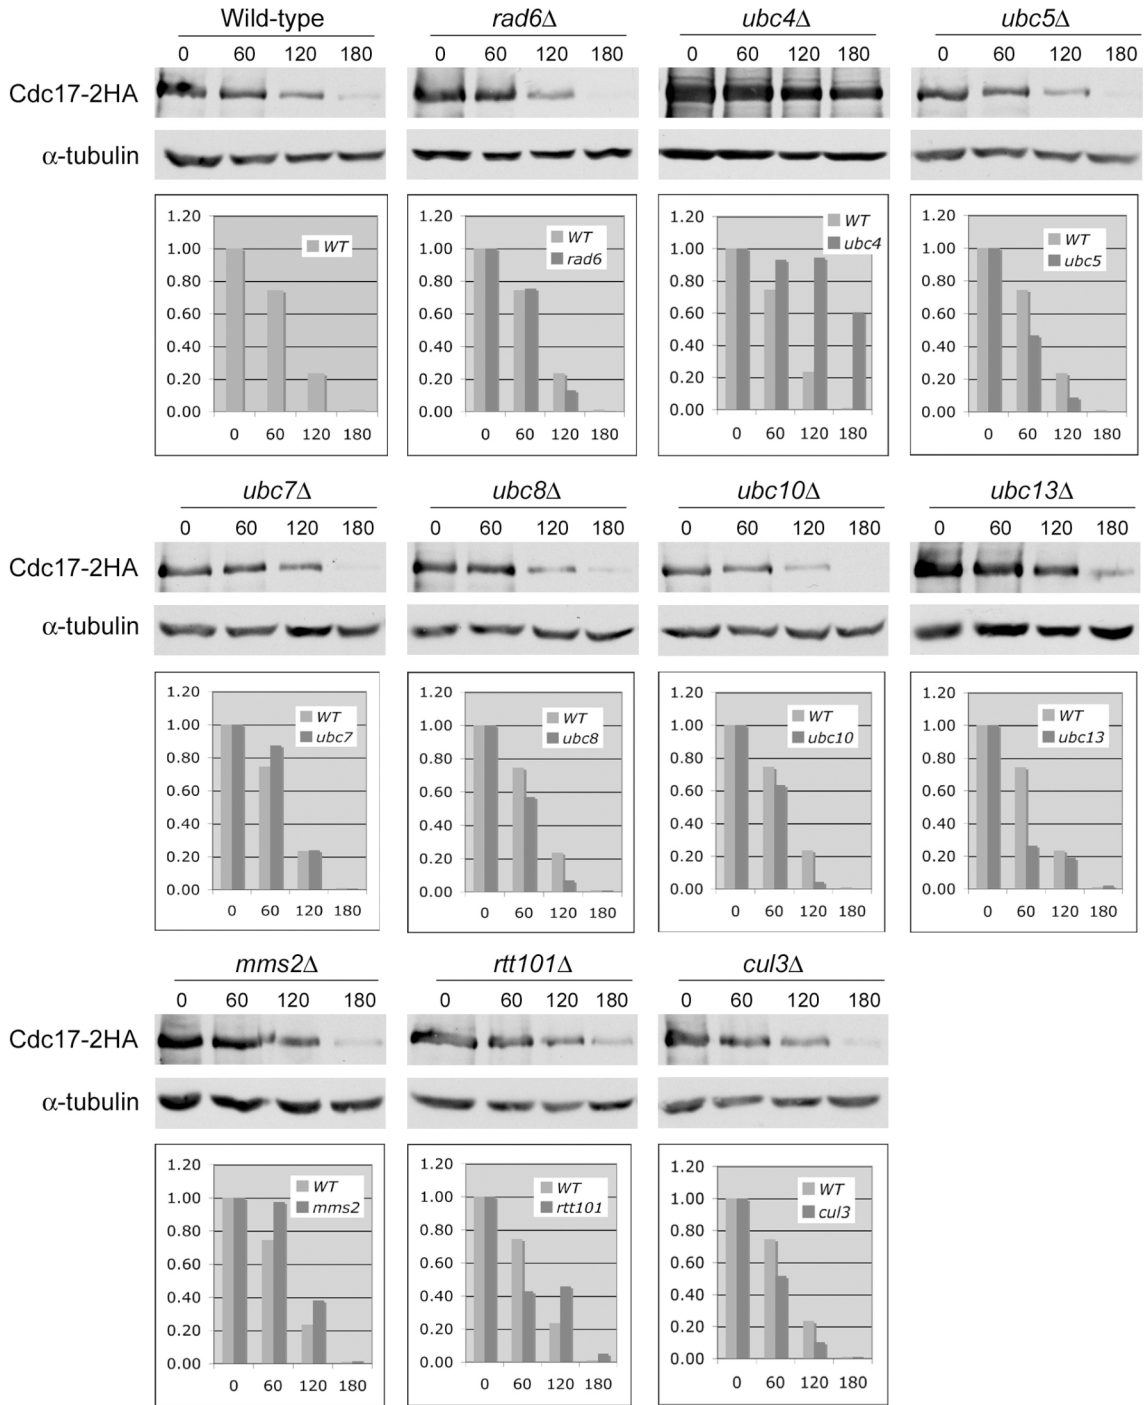 Wild-type rad6Δ ubc4Δ ubc5Δ
0 60 120 180 0 60 120 180 0 60 120 180 0 60 120 180
Cdc17-2HA
α-tubulin
1.20 1.00 0.80 0.60 0.40 0.20 0.00
WT
0 60 120 180
1.20 1.00 0.80 0.60 0.40 0.20 0.00
WT
rad6
0 60 120 180
1.20 1.00 0.80 0.60 0.40 0.20 0.00
WT
ubc4
0 60 120 180
1.20 1.00 0.80 0.60 0.40 0.20 0.00
WT
ubc5
0 60 120 180
ubc7Δ ubc8Δ ubc10Δ ubc13Δ
0 60 120 180 0 60 120 180 0 60 120 180 0 60 120 180
Cdc17-2HA
α-tubulin
1.20 1.00 0.80 0.60 0.40 0.20 0.00
WT
ubc7
0 60 120 180
1.20 1.00 0.80 0.60 0.40 0.20 0.00
WT
ubc8
0 60 120 180
1.20 1.00 0.80 0.60 0.40 0.20 0.00
WT
ubc10
0 60 120 180
1.20 1.00 0.80 0.60 0.40 0.20 0.00
WT
ubc13
0 60 120 180
mms2Δ rtt101Δ cul3Δ
0 60 120 180 0 60 120 180 0 60 120 180
Cdc17-2HA
α-tubulin
1.20 1.00 0.80 0.60 0.40 0.20 0.00
WT
mms2
0 60 120 180
1.20 1.00 0.80 0.60 0.40 0.20 0.00
WT
rtt101
0 60 120 180
1.20 1.00 0.80 0.60 0.40 0.20 0.00
WT
cul3
0 60 120 180